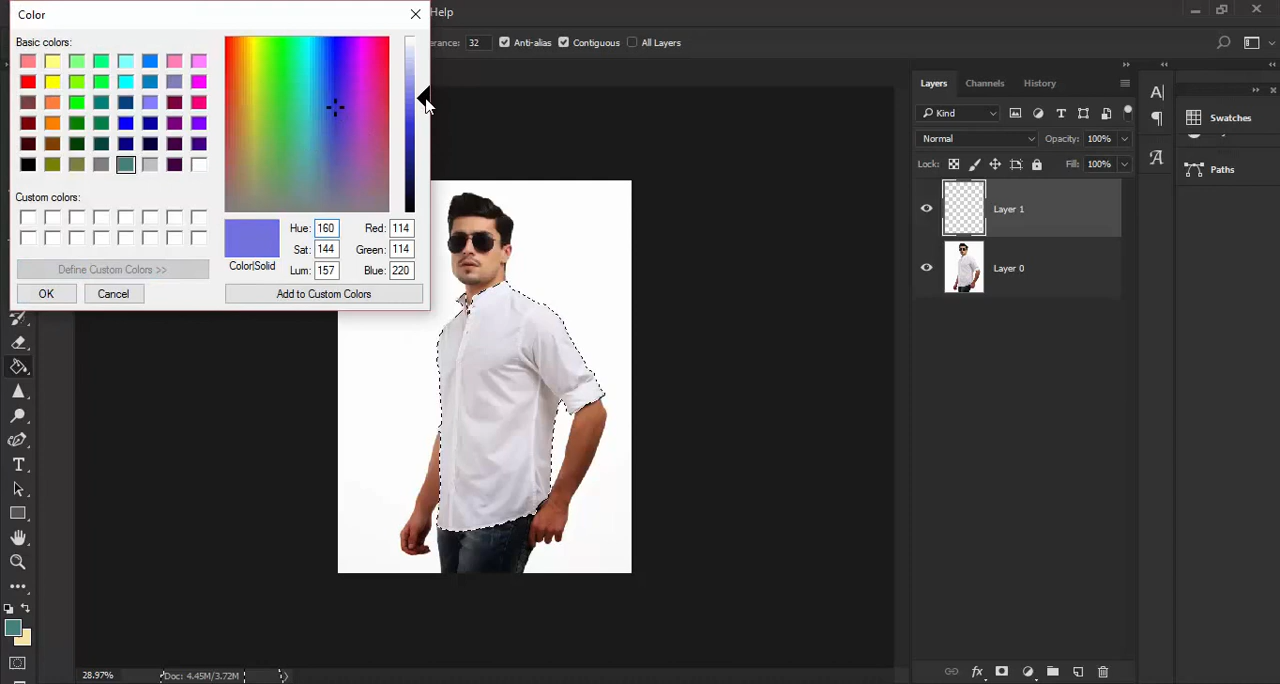 Color
Help
Basic colors:
erance: 32 Anti-alias Contiguous All Layers
Layers Channels History
Kind
Normal Opacity: 100%
Lock: Fill: 100%
Swatches
Paths
Layer 1
Layer 0
Custom colors:
Hue: 160 Red: 114
Sat: 144 Green: 114
Color|Solid Lum: 157 Blue: 220
Define Custom Colors >>
OK Cancel Add to Custom Colors
28.97% Doc: 4.45M/3.72M